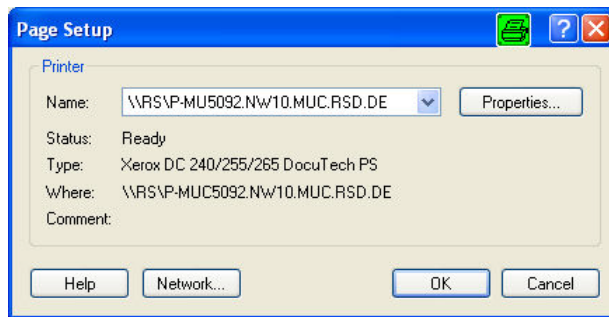 Page Setup
Printer
Name: \\RS\P-MU5092.NW10.MUC.RSD.DE Properties...
Status: Ready
Type: Xerox DC 240/255/265 DocuTech PS
Where: \\RS\P-MUC5092.NW10.MUC.RSD.DE
Comment:
Help Network... OK Cancel